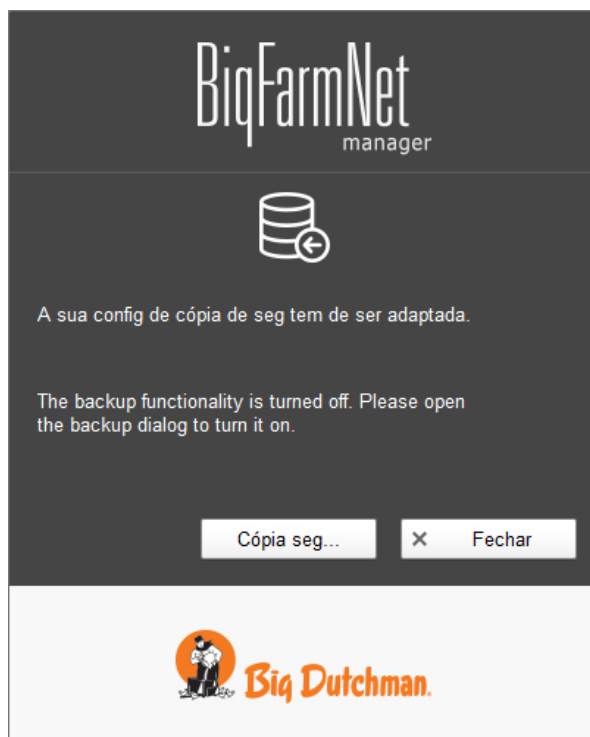 BigFarmNet
manager
A sua config de cópia de seg tem de ser adaptada.
The backup functionality is turned off. Please open
the backup dialog to turn it on.
Cópia seg...
Fechar
Big Dutchman.